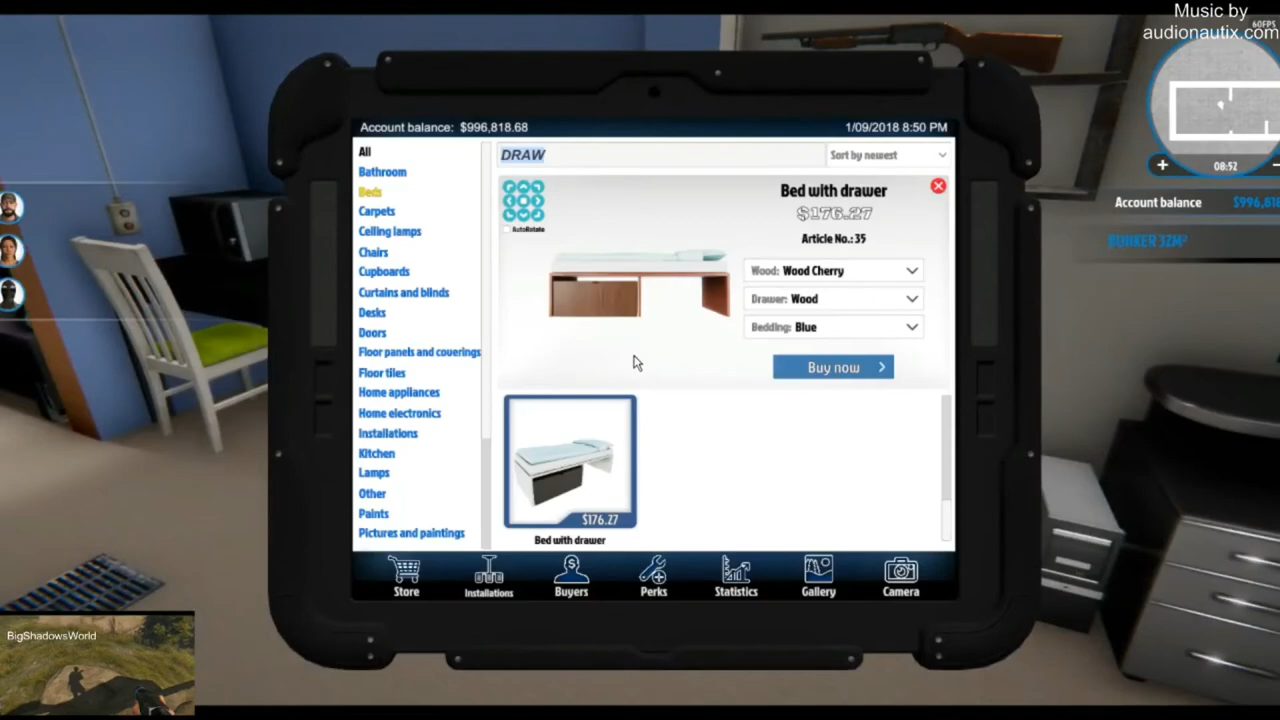 Music by
audionautix.com
60FPS
Account balance: $996,818.68
1/09/2018 8:50 PM
All
Bathroom
Beds
Carpets
Ceiling lamps
Chairs
Cupboards
Curtains and blinds
Desks
Doors
Floor panels and coverings
Floor tiles
Home appliances
Home electronics
Installations
Kitchen
Lamps
Other
Paints
Pictures and paintings
DRAW
Sort by newest
AutoRotate
Bed with drawer
$176.27
Article No.: 35
Wood: Wood Cherry
Drawer: Wood
Bedding: Blue
Buy now
$176.27
Bed with drawer
Store
Installations
Buyers
Perks
Statistics
Gallery
Camera
08:52
Account balance $996,818
BUNKER 32M²
BigShadowsWorld